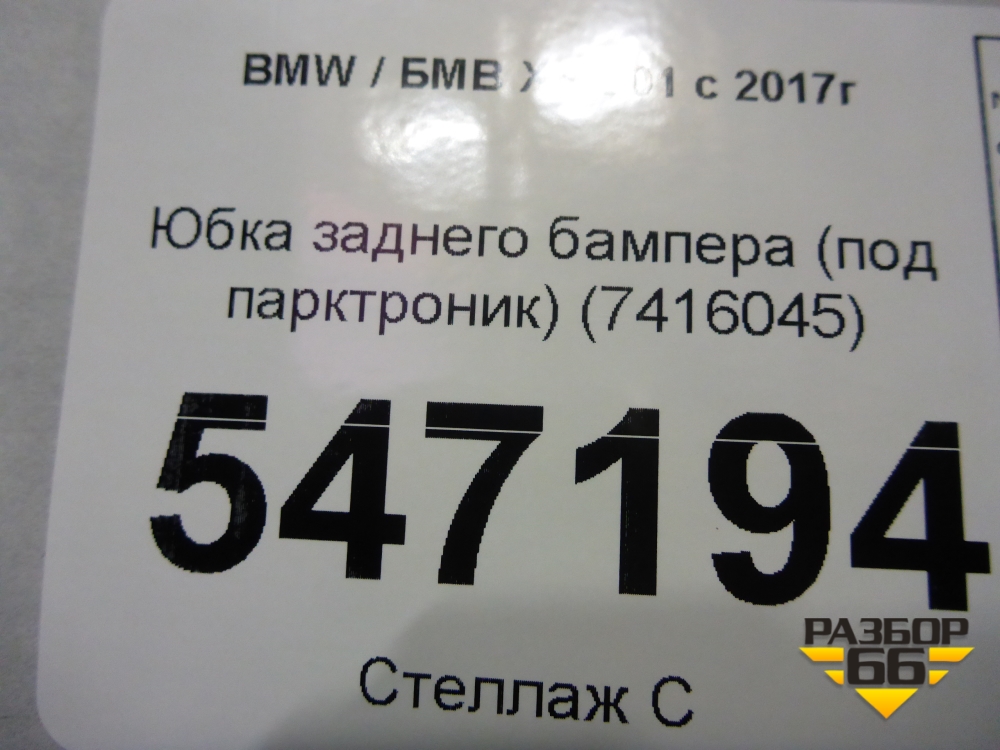 BMW / БМВ 01 с 2017г
Юбка заднего бампера (под
парктроник) (7416045)
547194
Стеллаж С
РАЗБОР
66